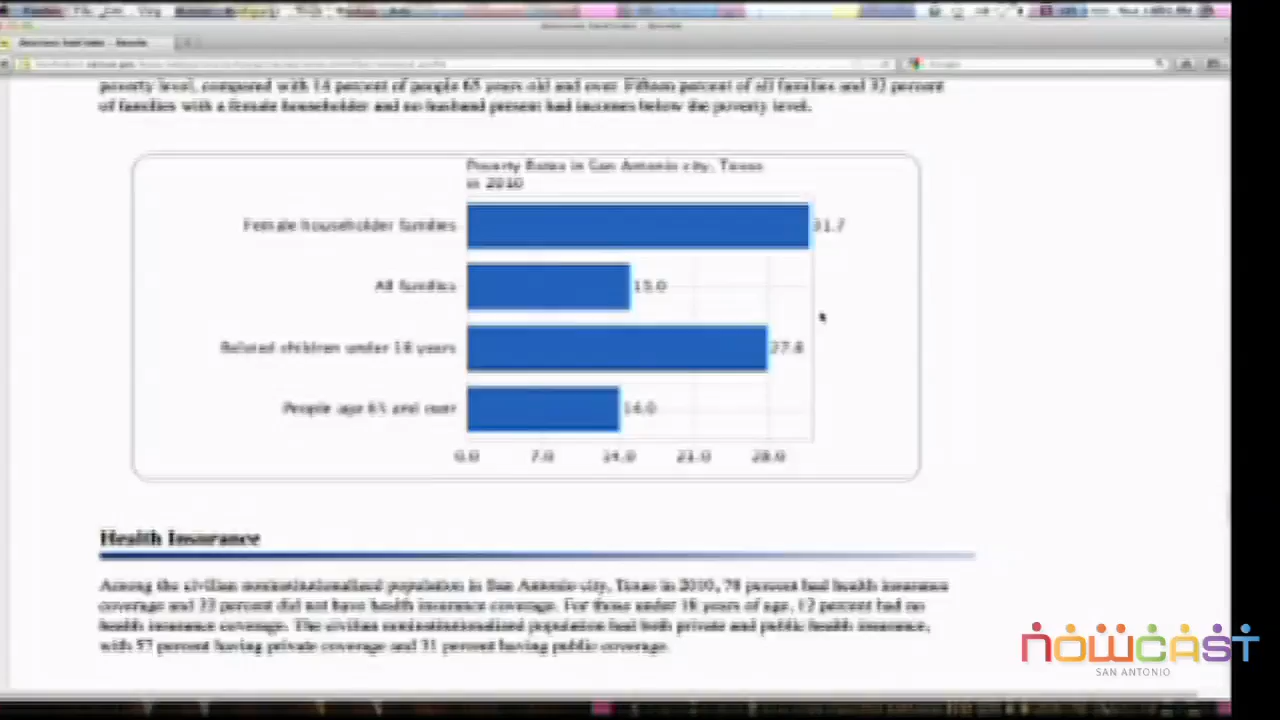 poverty level, compared with 14 percent of people 65 years old and over. Fifteen percent of all families and 32 percent
of families with a female householder and no husband present had incomes below the poverty level.
Poverty Rates in San Antonio city, Texas
in 2010
Female householder families 31.7
All families 15.0
Related children under 18 years 27.8
People age 65 and over 14.0
0.0 7.0 14.0 21.0 28.0
Health Insurance
Among the civilian noninstitutionalized population in San Antonio city, Texas in 2010, 78 percent had health insurance
coverage and 22 percent did not have health insurance coverage. For those under 18 years of age, 12 percent had no
health insurance coverage. The civilian noninstitutionalized population had both private and public health insurance,
with 57 percent having private coverage and 31 percent having public coverage.
NOWCAST
SAN ANTONIO